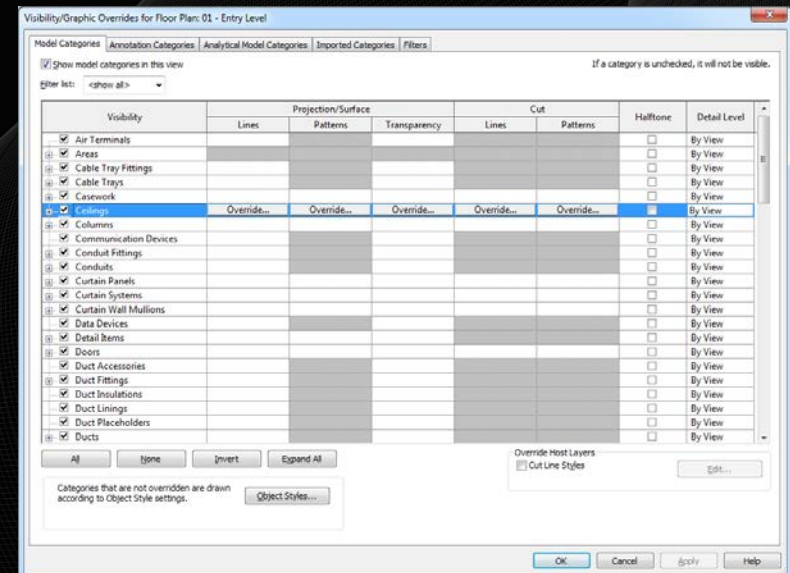 Visibility/Graphic Overrides for Floor Plan: 01 - Entry Level
Model Categories Annotation Categories Analytical Model Categories Imported Categories Filters
Show model categories in this view If a category is unchecked, it will not be visible.
Filter list: <show all>
Visibility Projection/Surface Cut Halftone Detail Level
Lines Patterns Transparency Lines Patterns
Air Terminals By View
Areas By View
Cable Tray Fittings By View
Cable Trays By View
Casework By View
Ceilings Override... Override... Override... Override... Override... By View
Columns By View
Communication Devices By View
Conduit Fittings By View
Conduits By View
Curtain Panels By View
Curtain Systems By View
Curtain Wall Mullions By View
Data Devices By View
Detail Items By View
Doors By View
Duct Accessories By View
Duct Fittings By View
Duct Insulations By View
Duct Linings By View
Duct Placeholders By View
Ducts By View
All None Invert Expand All
Override Host Layers
Cut Line Styles Edit...
Categories that are not overridden are drawn
according to Object Style settings. Object Styles...
OK Cancel Apply Help